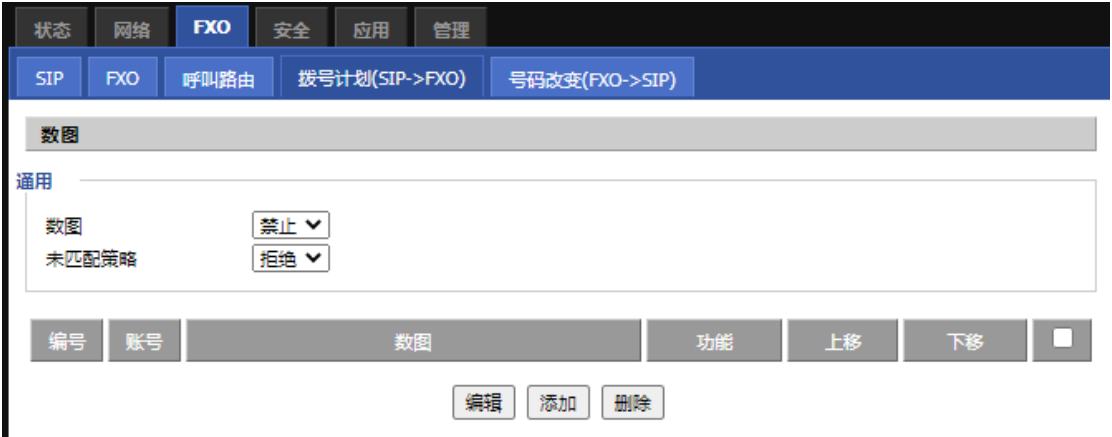 状态 网络 FXO 安全 应用 管理
SIP FXO 呼叫路由 拨号计划(SIP->FXO) 号码改变(FXO->SIP)
数图
通用
数图 禁止
未匹配策略 拒绝
编号 账号 数图 功能 上移 下移
编辑 添加 删除